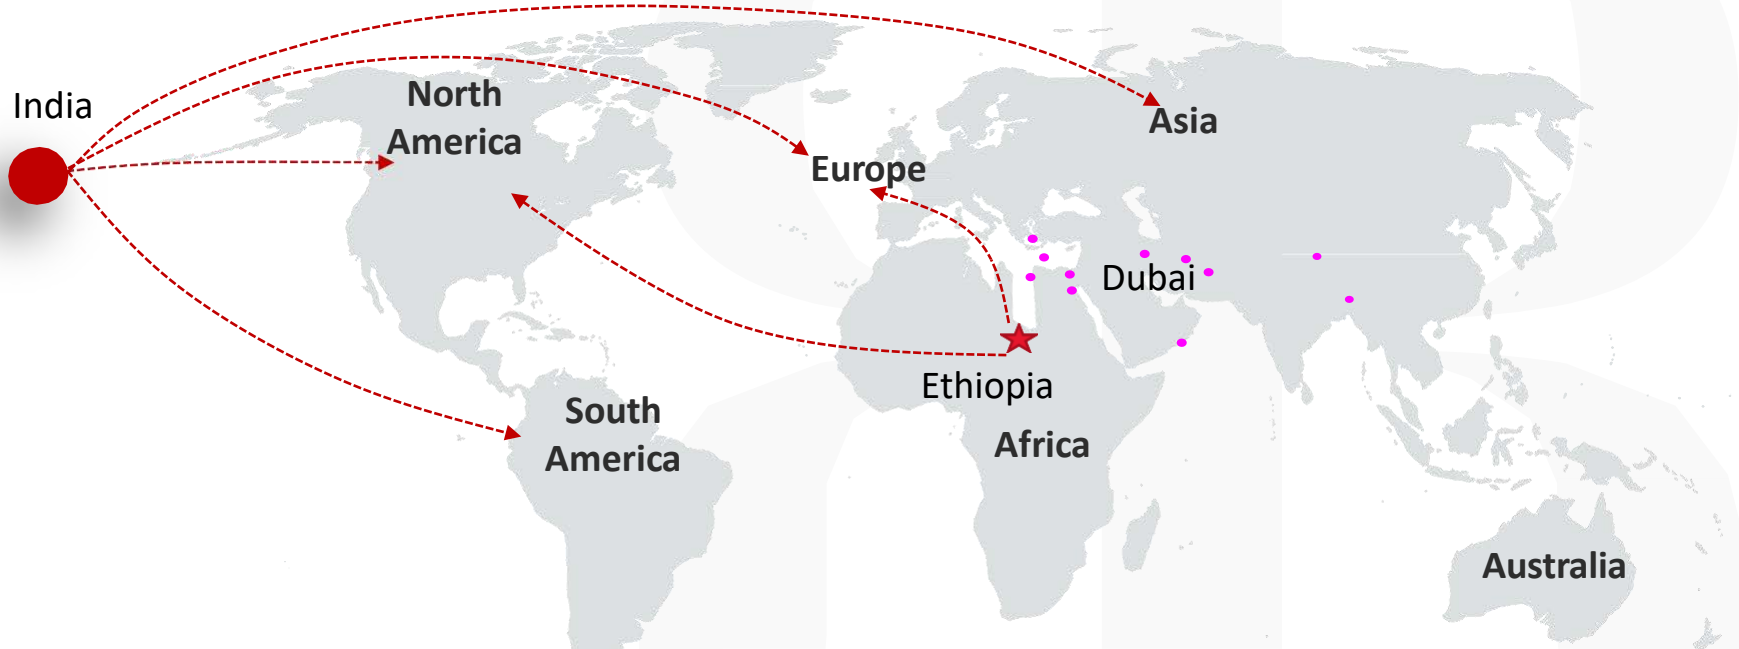 India
North
America
Asia
Europe
Dubai
Ethiopia
South
America
Africa
Australia